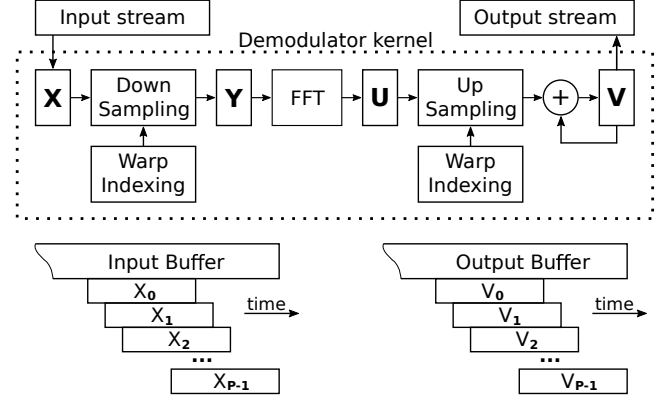 Input stream
Output stream
Demodulator kernel
X
Down
Sampling
Y
FFT
U
Up
Sampling
+
V
Warp
Indexing
Warp
Indexing
Input Buffer
X0
time
X1
X2
...
XP-1
Output Buffer
V0
time
V1
V2
...
VP-1